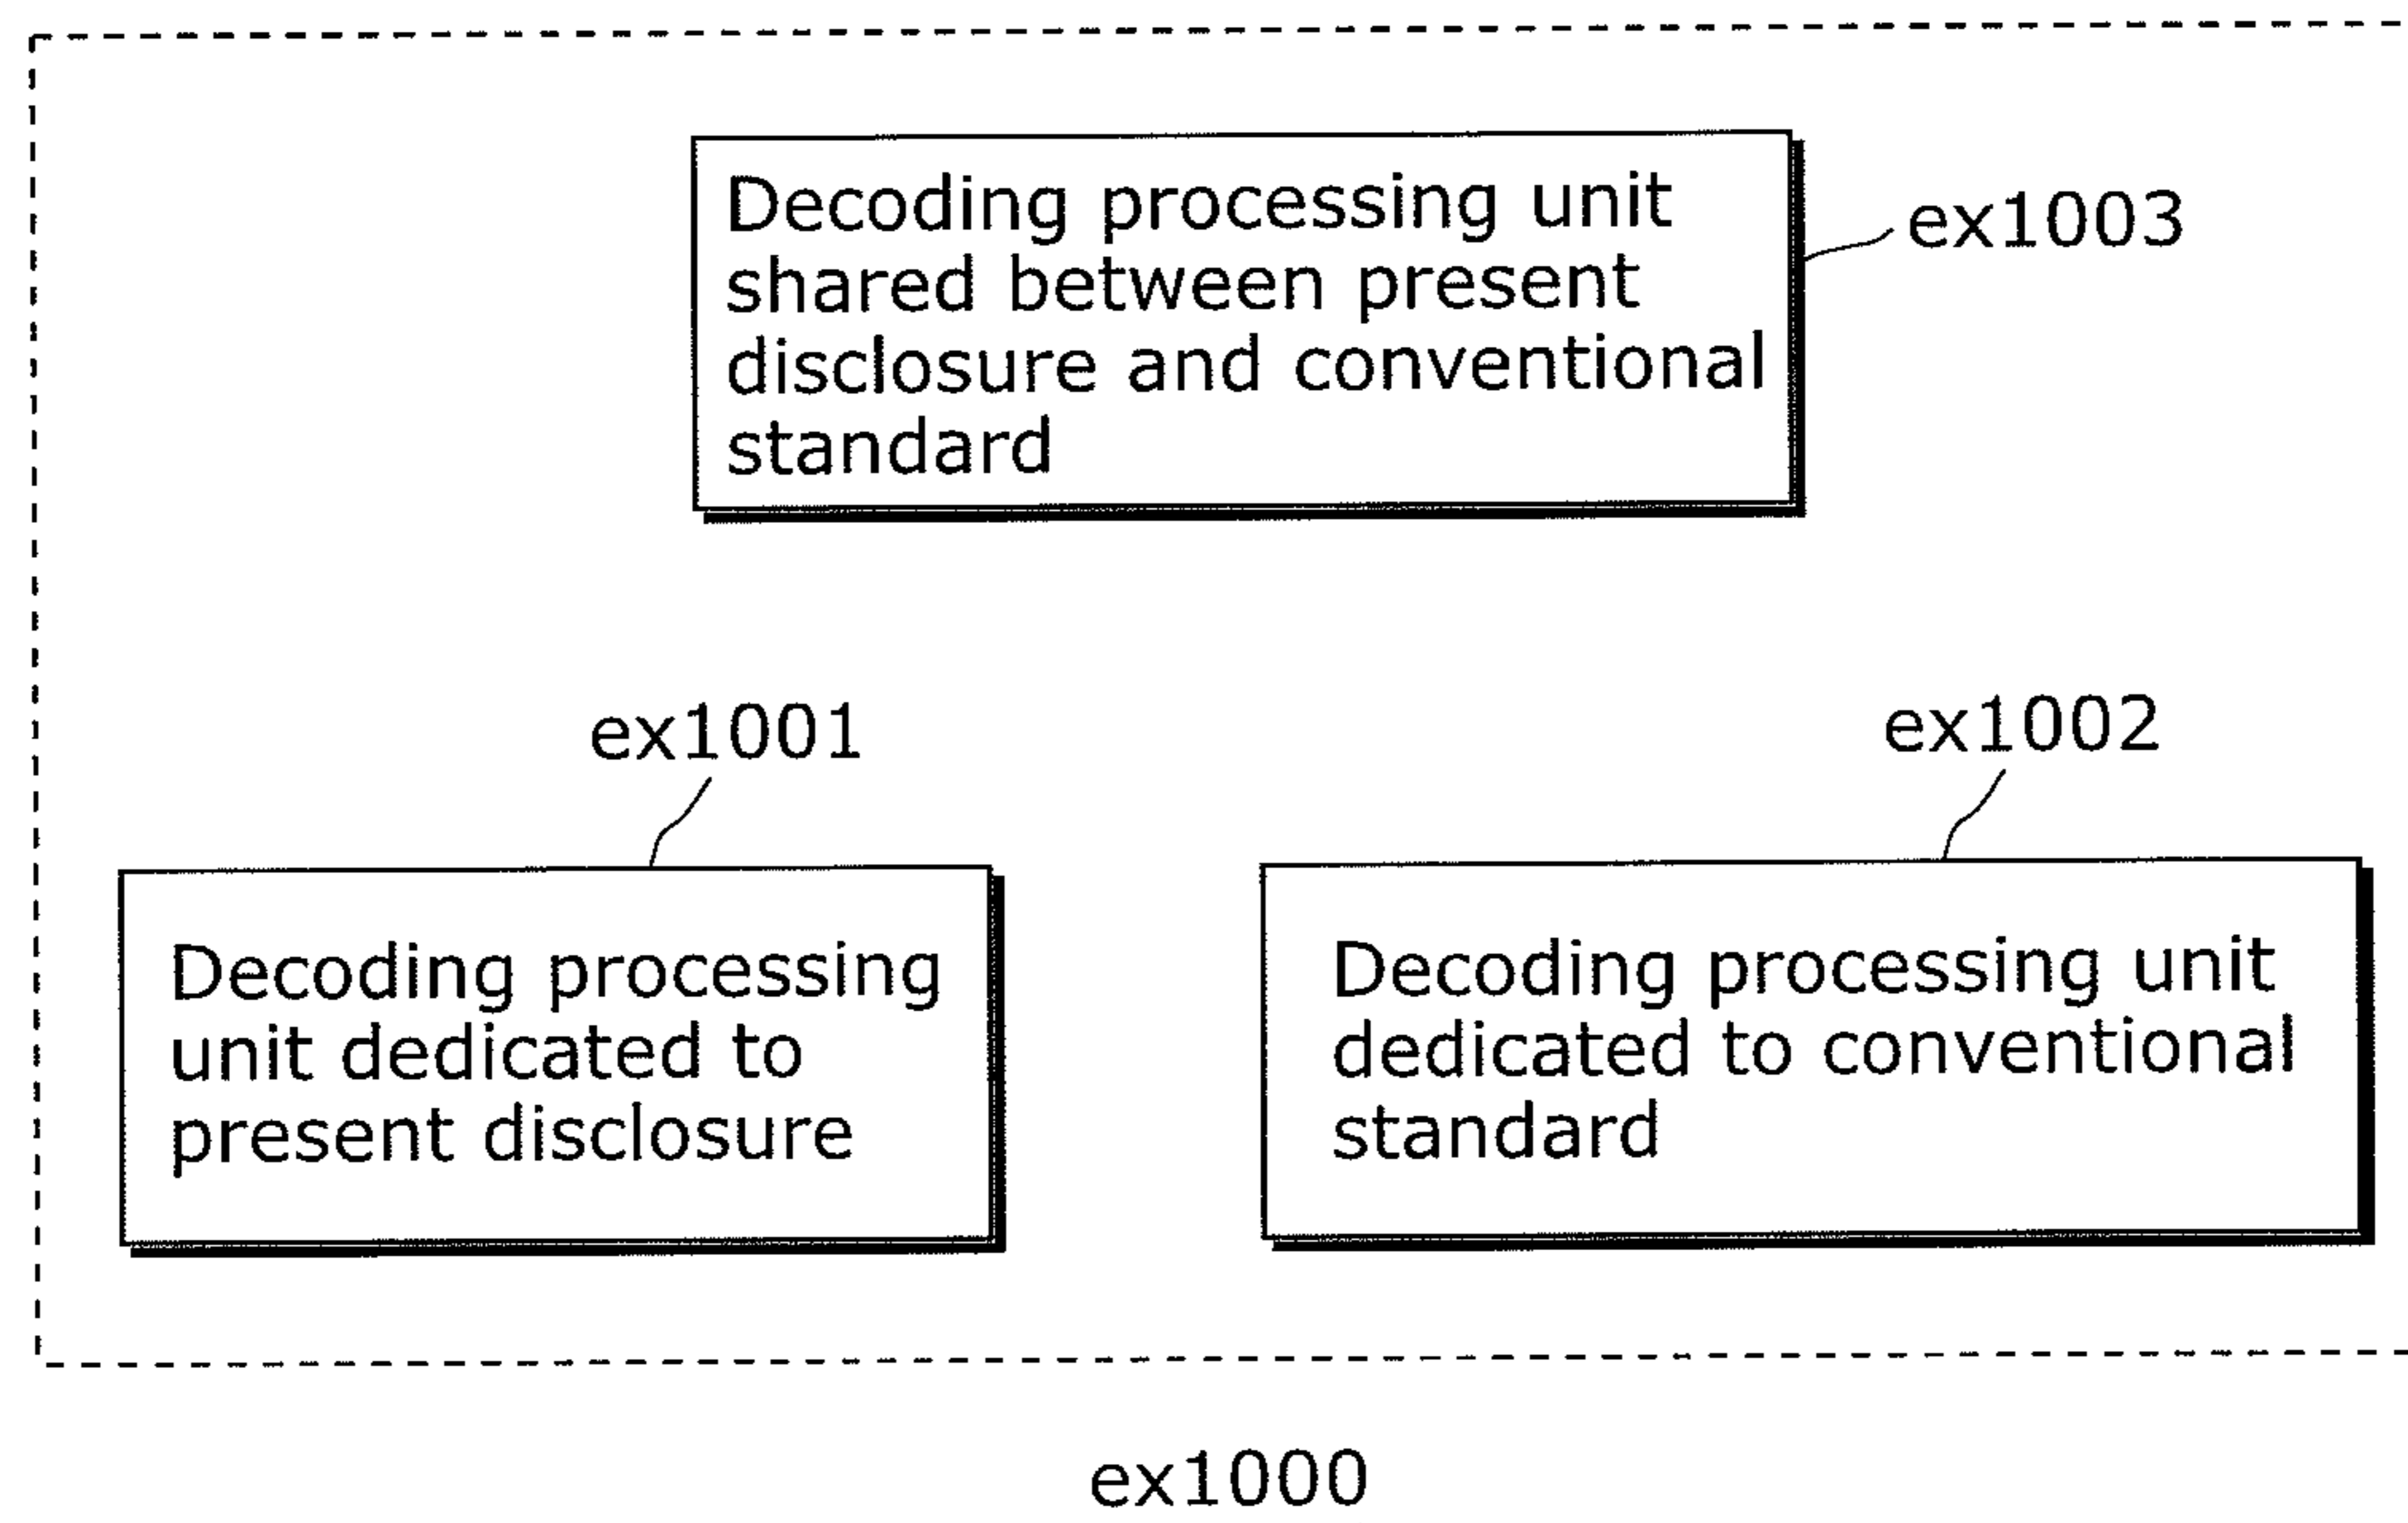 Decoding processing unit
shared between present
disclosure and conventional
standard
ex1003
ex1001
ex1002
Decoding processing
unit dedicated to
present disclosure
Decoding processing unit
dedicated to conventional
standard
ex1000